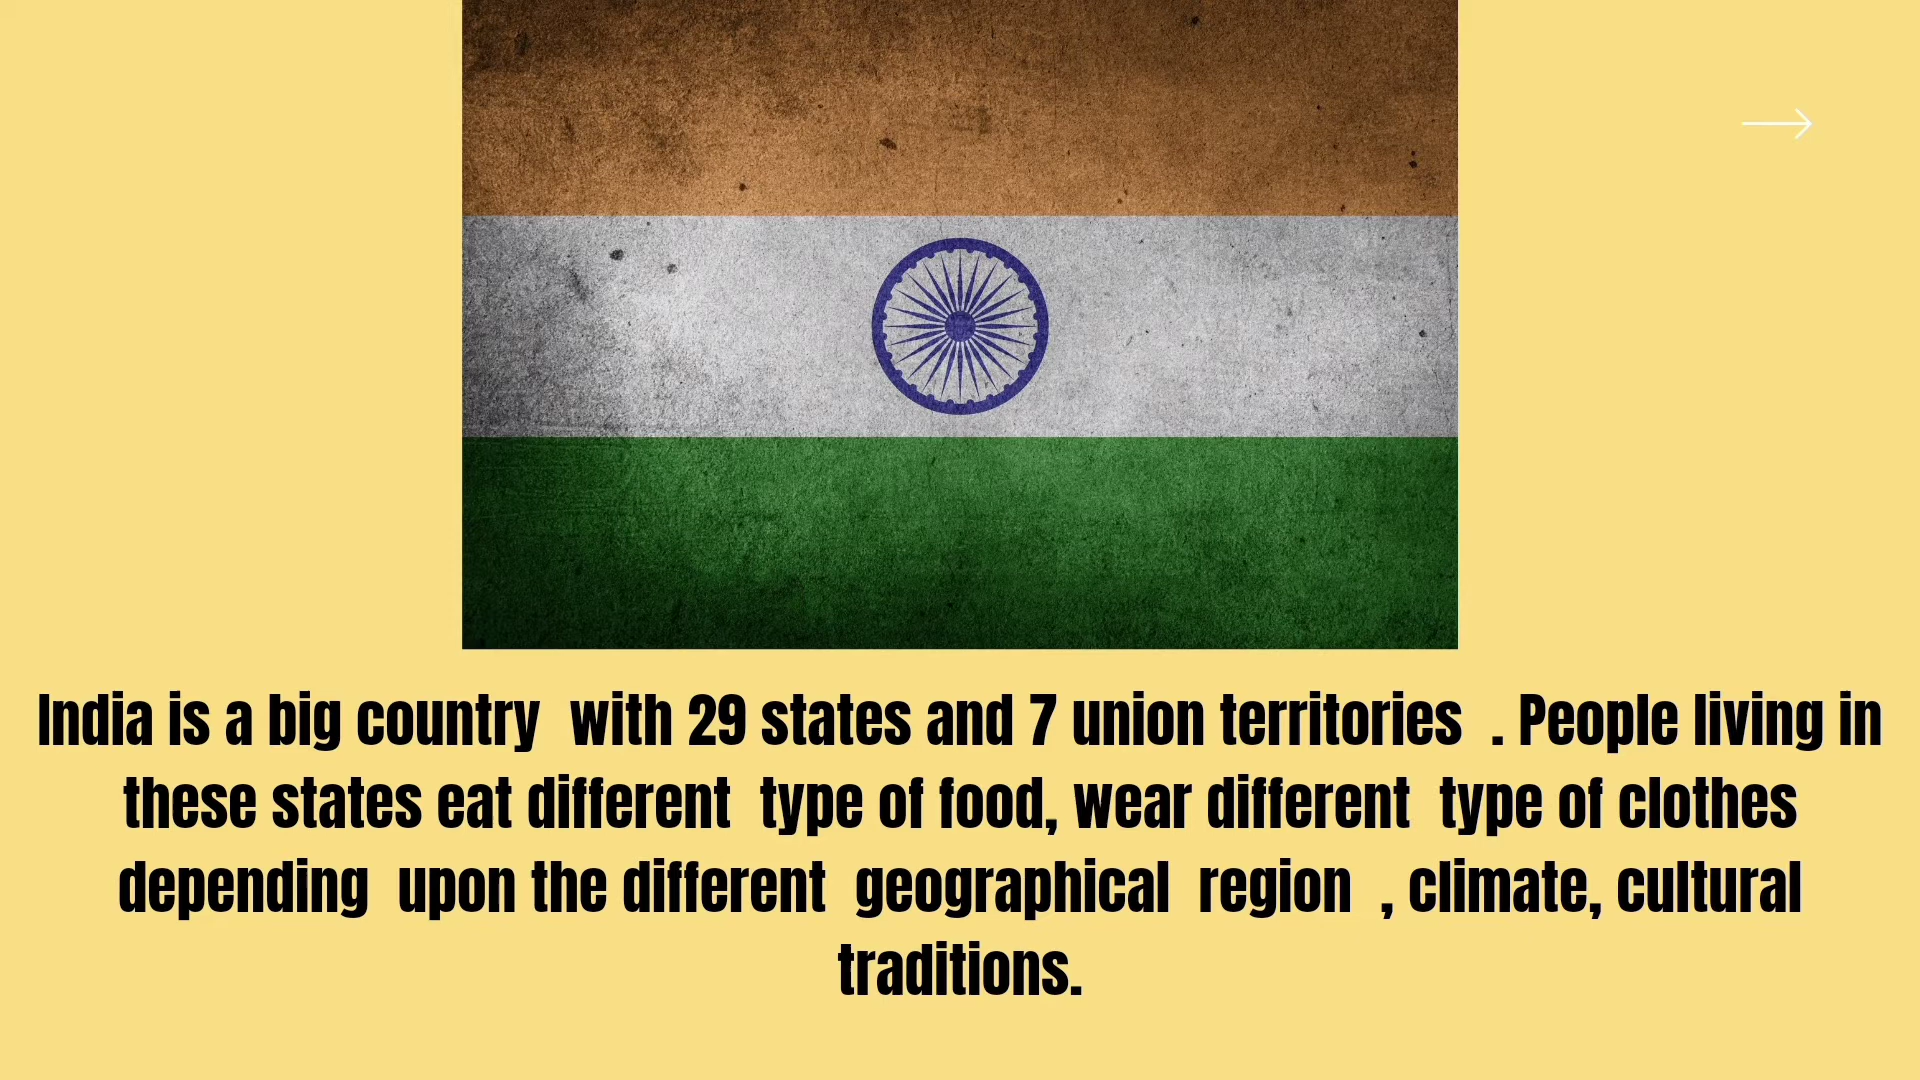 India is a big country  with 29 states and 7 union territories  . People living in
these states eat different  type of food, wear different  type of clothes
depending  upon the different  geographical  region  , climate, cultural
traditions.